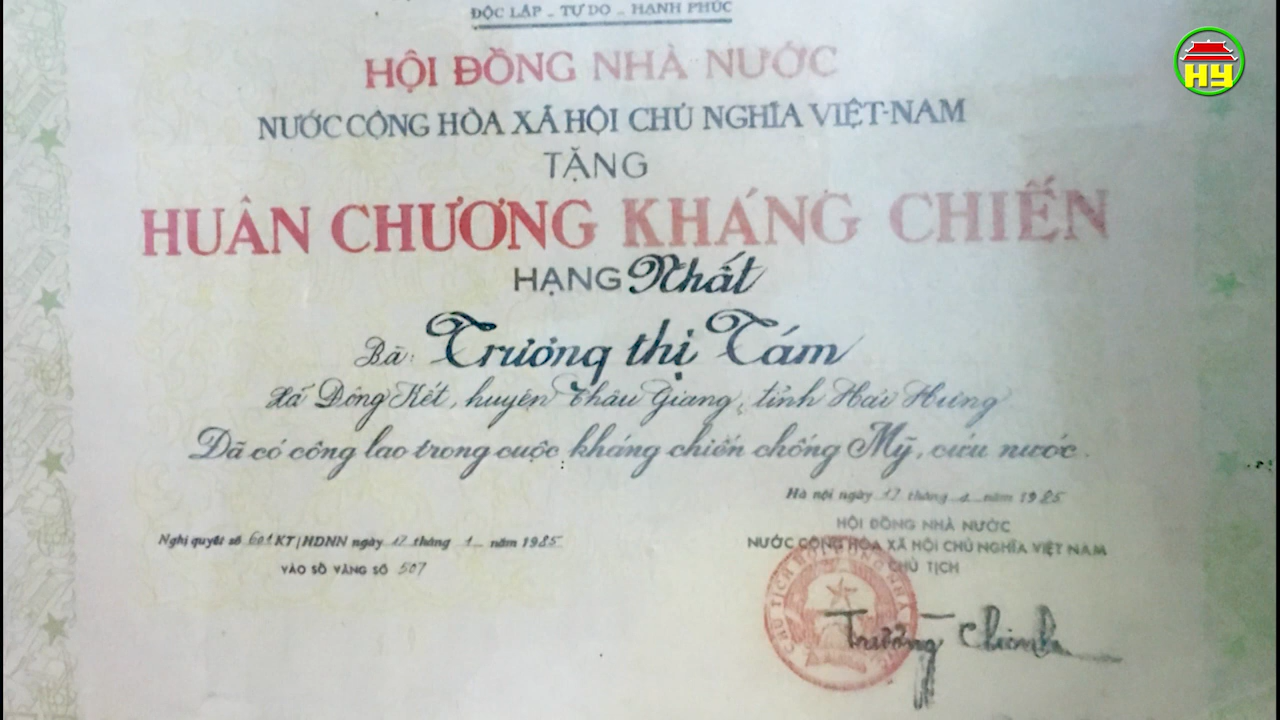 ĐỘC LẬP - TỰ DO - HẠNH PHÚC
HY
HỘI ĐỒNG NHÀ NƯỚC
NƯỚC CỘNG HÒA XÃ HỘI CHỦ NGHĨA VIỆT-NAM
TẶNG
HUÂN CHƯƠNG KHÁNG CHIẾN
HẠNG Nhất
Bà: Trương thị Tám
Xã Đông Kết, huyện Châu Giang, tỉnh Hải Hưng
Đã có công lao trong cuộc kháng chiến chống Mỹ, cứu nước.
Hà nội ngày 17 tháng 1 năm 1985
HỘI ĐỒNG NHÀ NƯỚC
NƯỚC CỘNG HÒA XÃ HỘI CHỦ NGHĨA VIỆT NAM
CHỦ TỊCH
Nghị quyết số 601 KT/HĐNN ngày 17 tháng 1 năm 1985
VÀO SỔ VÀNG SỐ 507
Trường Chinh